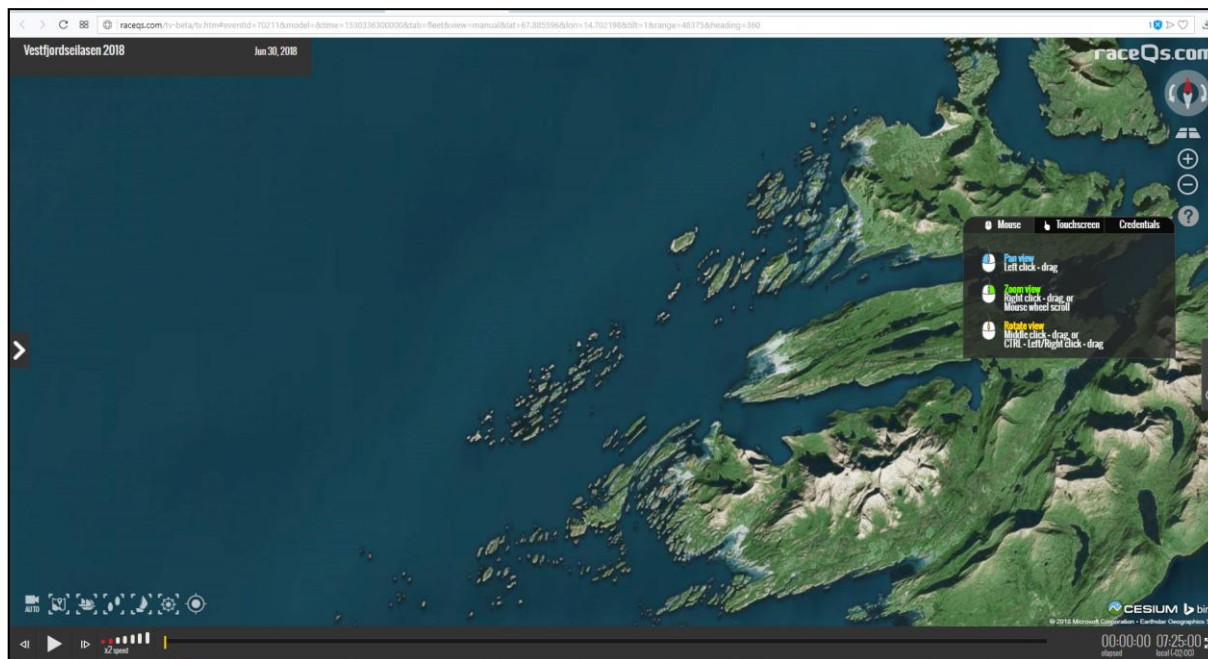 raceqs.com/tv-beta/tv.htm#eventId=70211&model=&dtime=1530336300000&tab=fleet&view=manual&lat=67.885596&lon=14.702198&tilt=1&range=48375&heading=360
1
Vestfjordseilasen 2018
Jun 30, 2018
raceQs.com
Mouse
Touchscreen
Credentials
Pan view
Left click - drag
Zoom view
Right click - drag, or
Mouse wheel scroll
Rotate view
Middle click - drag, or
CTRL - Left/Right click - drag
AUTO
CESIUM
bin
© 2018 Microsoft Corporation - Earthstar Geographics
x2 speed
00:00:00
elapsed
07:25:00
local (-02:00)